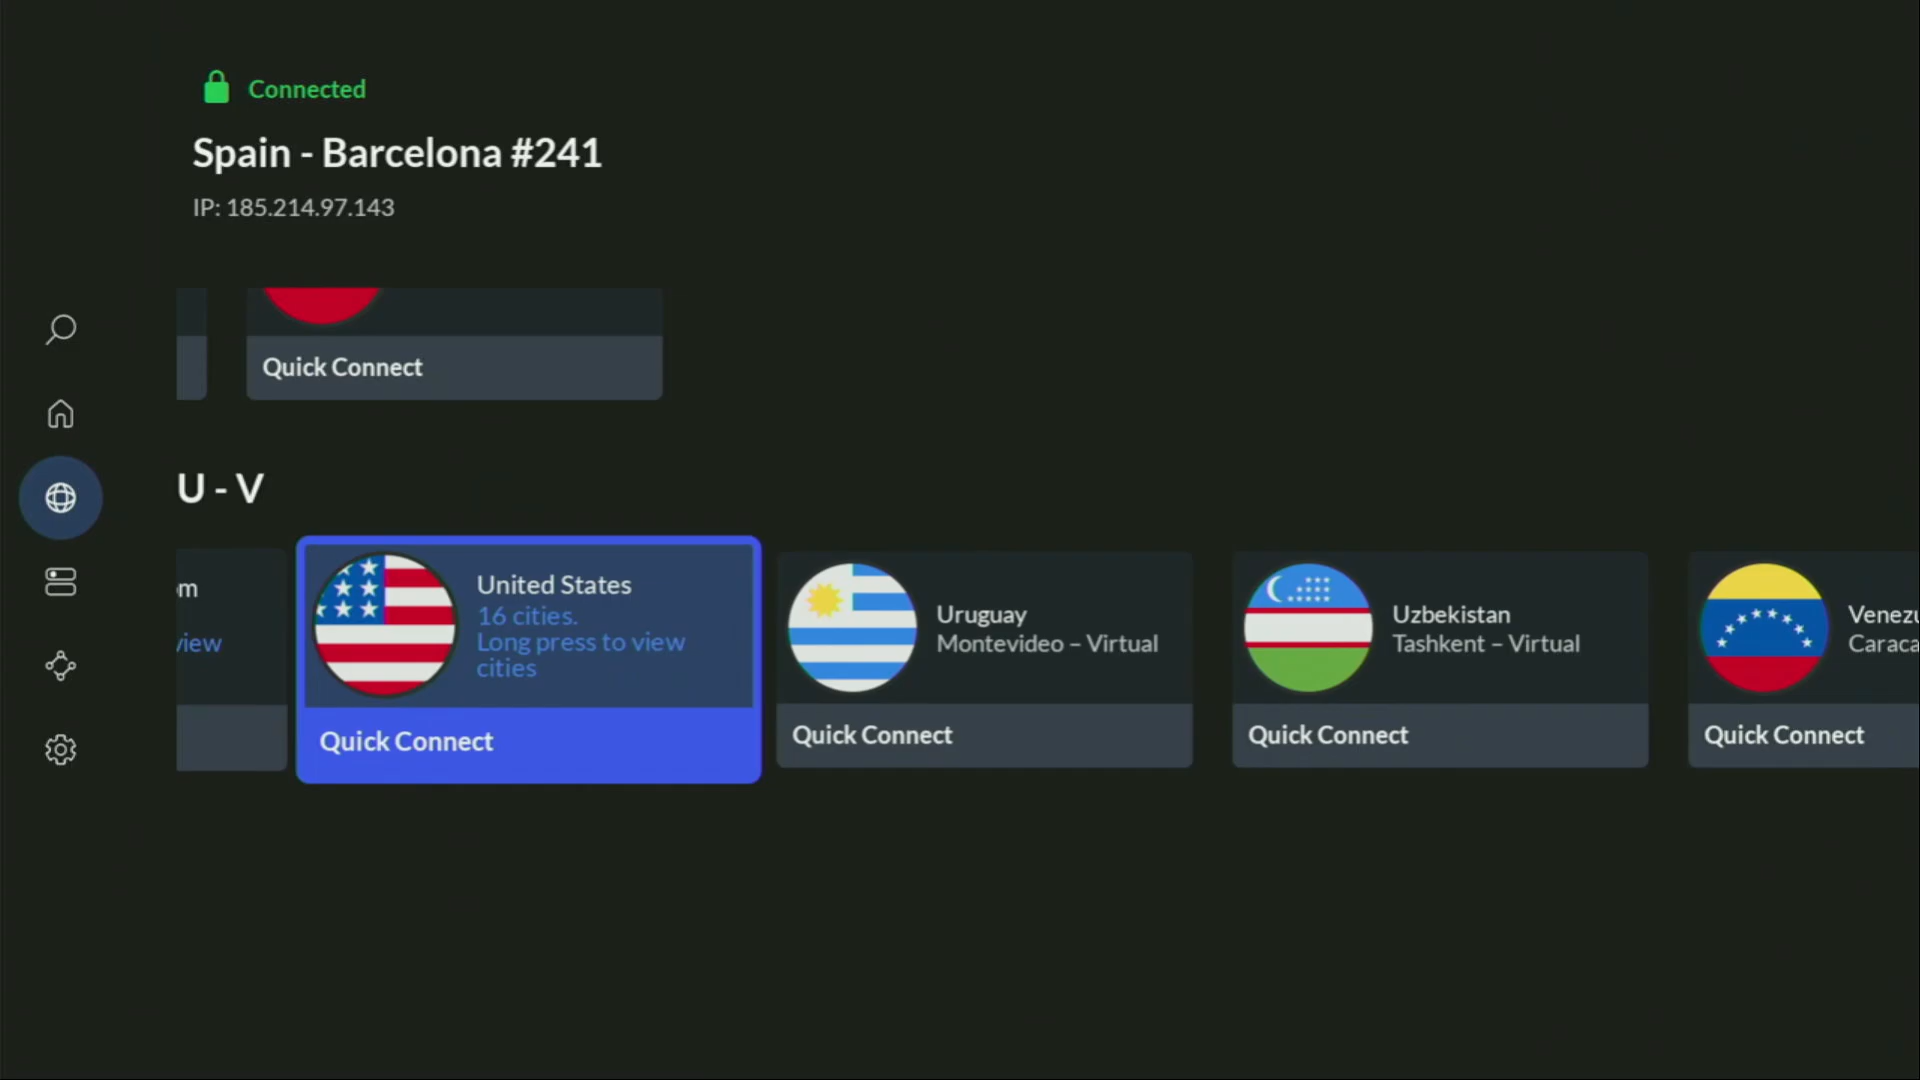 Connected
Spain - Barcelona #241
IP: 185.214.97.143
Quick Connect
U - V
view
United States
16 cities.
Long press to view
cities
Quick Connect
Uruguay
Montevideo – Virtual
Quick Connect
Uzbekistan
Tashkent – Virtual
Quick Connect
Quick Connect